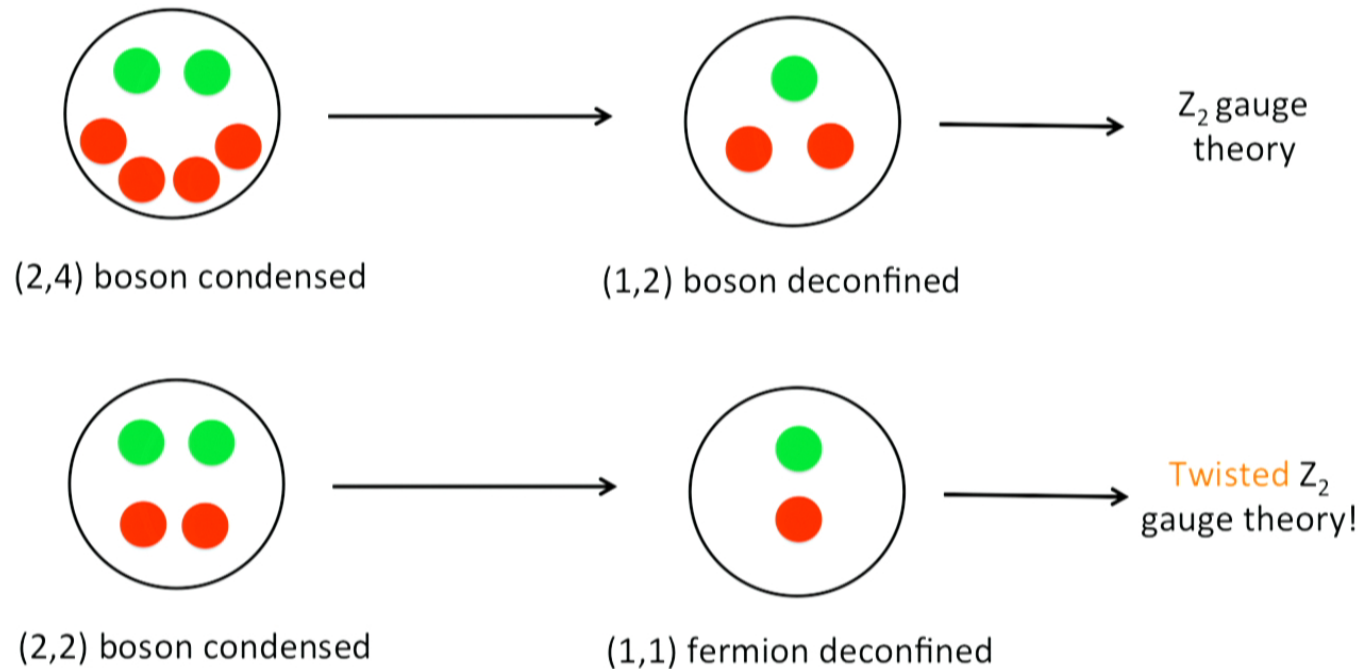 Z₂ gauge
theory
(2,4) boson condensed
(1,2) boson deconfined
Twisted Z₂
gauge theory!
(2,2) boson condensed
(1,1) fermion deconfined